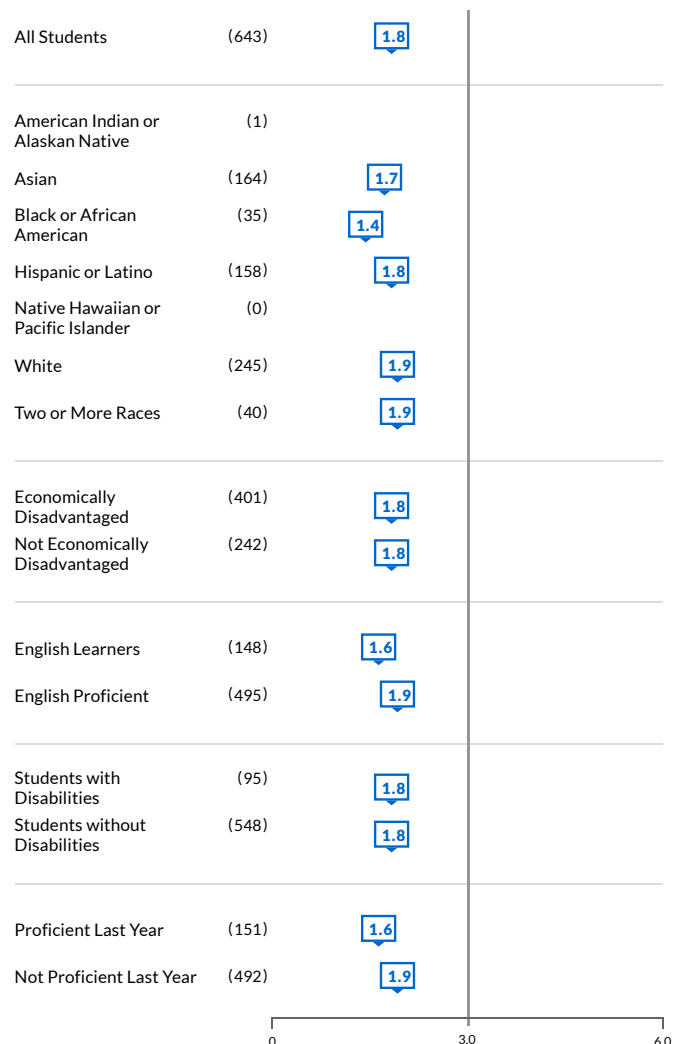 All Students (643) 1.8
American Indian or (1)
Alaskan Native
Asian (164) 1.7
Black or African (35) 1.4
American
Hispanic or Latino (158) 1.8
Native Hawaiian or (0)
Pacific Islander
White (245) 1.9
Two or More Races (40) 1.9
Economically (401) 1.8
Disadvantaged
Not Economically (242) 1.8
Disadvantaged
English Learners (148) 1.6
English Proficient (495) 1.9
Students with (95) 1.8
Disabilities
Students without (548) 1.8
Disabilities
Proficient Last Year (151) 1.6
Not Proficient Last Year (492) 1.9
0 3.0 6.0